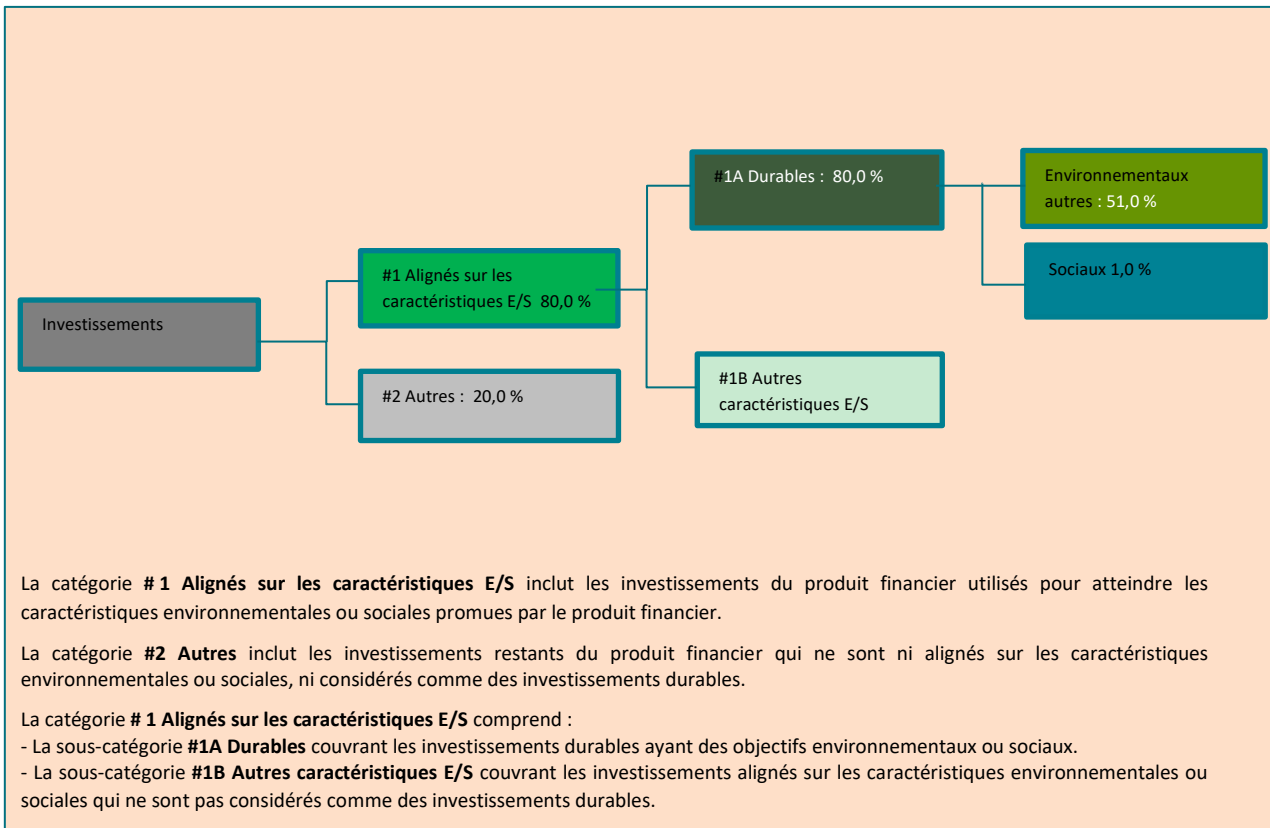 #1A Durables : 80,0 %
Environnementaux
autres : 51,0 %
#1 Alignés sur les
caractéristiques E/S 80,0 %
Sociaux 1,0 %
Investissements
#2 Autres : 20,0 %
#1B Autres
caractéristiques E/S
La catégorie # 1 Alignés sur les caractéristiques E/S inclut les investissements du produit financier utilisés pour atteindre les
caractéristiques environnementales ou sociales promues par le produit financier.
La catégorie #2 Autres inclut les investissements restants du produit financier qui ne sont ni alignés sur les caractéristiques
environnementales ou sociales, ni considérés comme des investissements durables.
La catégorie # 1 Alignés sur les caractéristiques E/S comprend :
- La sous-catégorie #1A Durables couvrant les investissements durables ayant des objectifs environnementaux ou sociaux.
- La sous-catégorie #1B Autres caractéristiques E/S couvrant les investissements alignés sur les caractéristiques environnementales ou
sociales qui ne sont pas considérés comme des investissements durables.